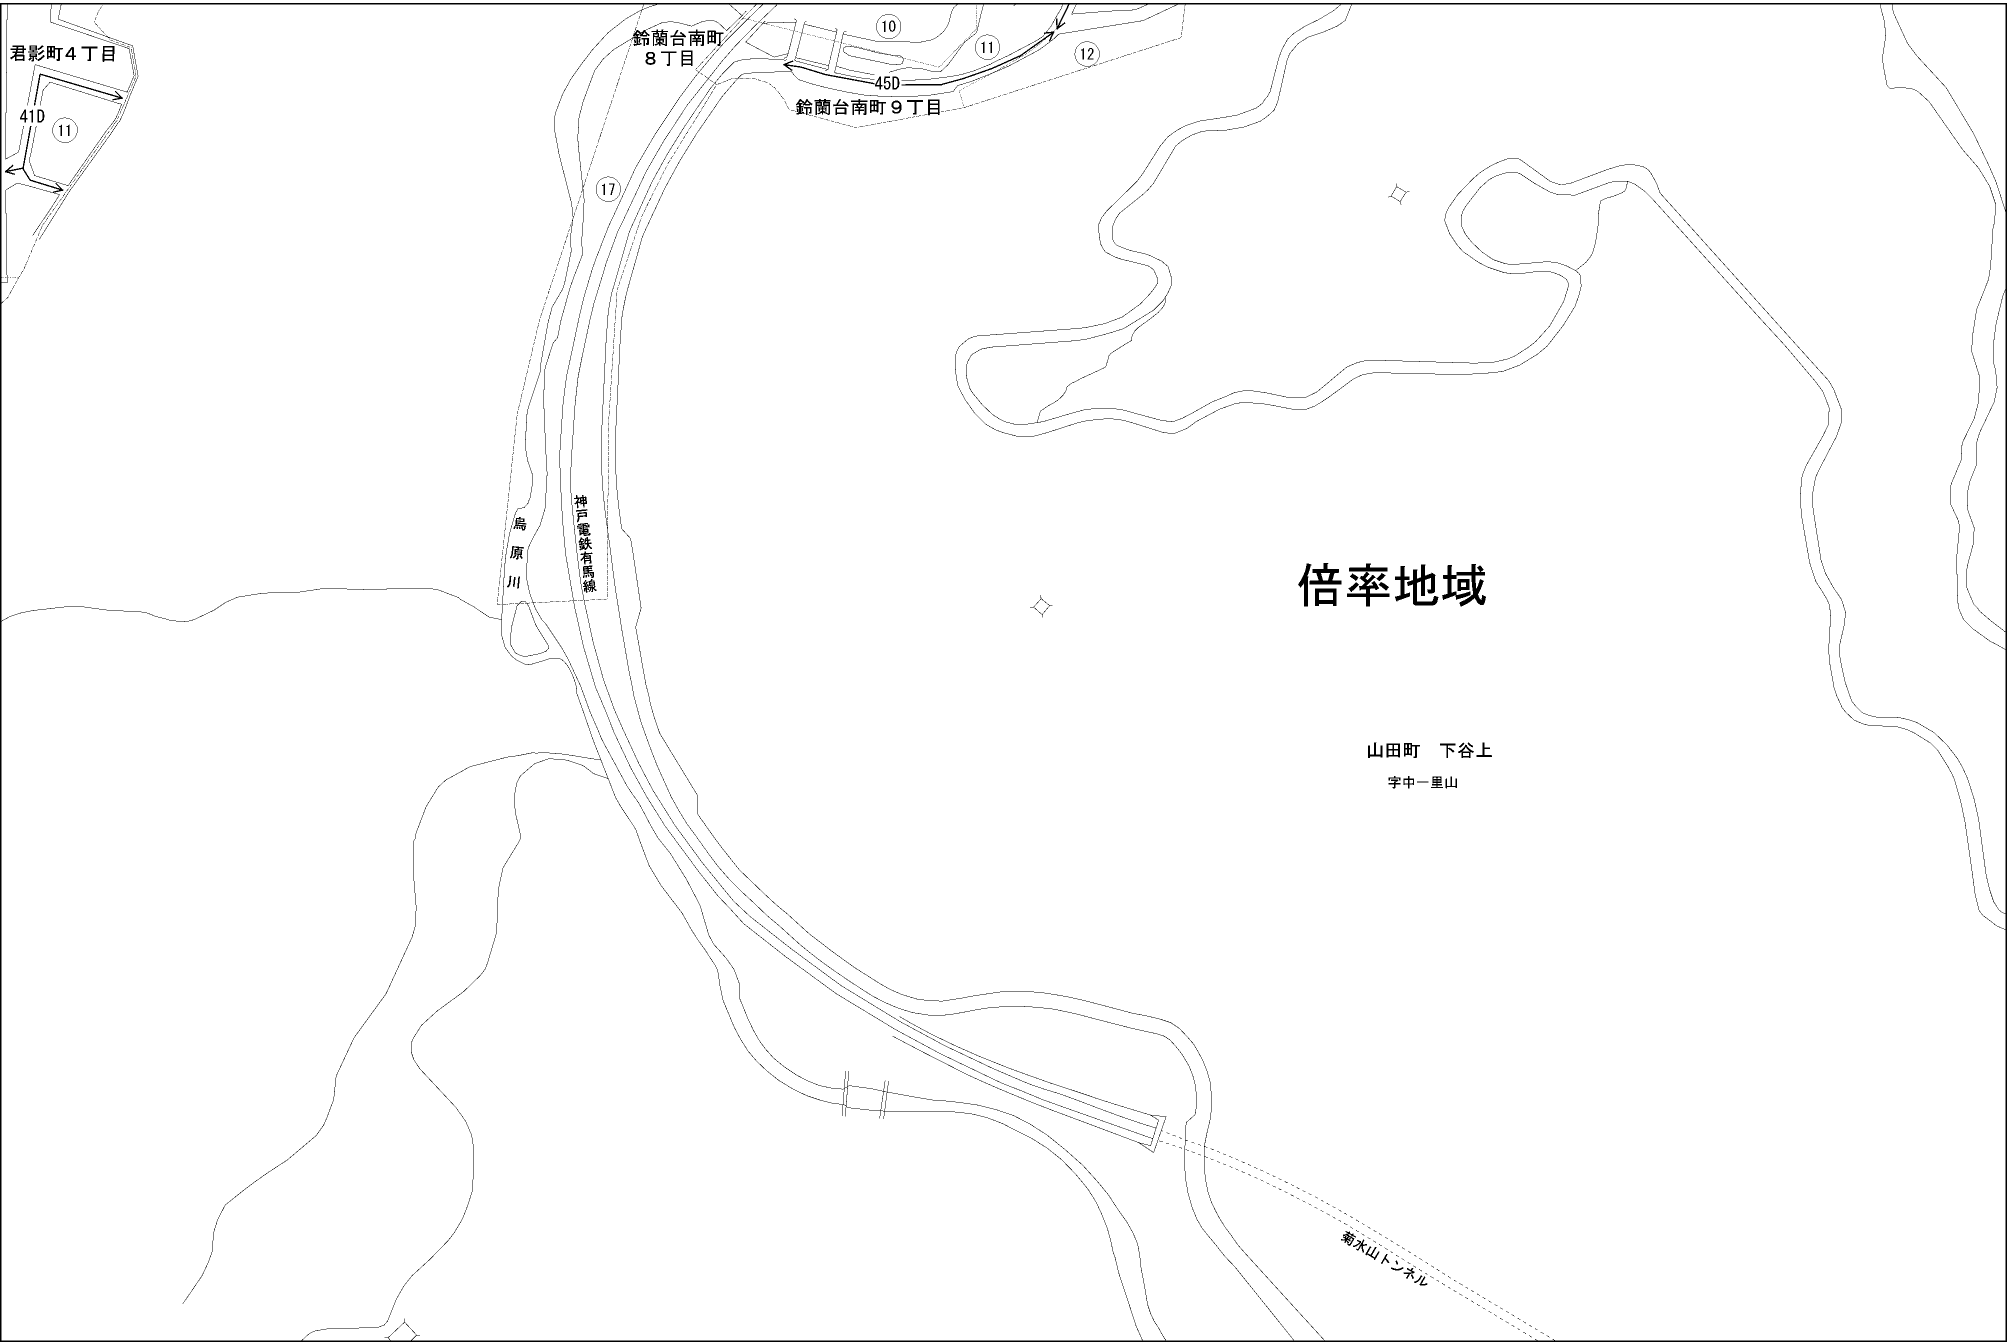 君影町４丁目
41D
11
鈴蘭台南町
８丁目
10
11
12
45D
鈴蘭台南町９丁目
17
烏原川
神戸電鉄有馬線
倍率地域
山田町　下谷上
字中一里山
菊水山トンネル